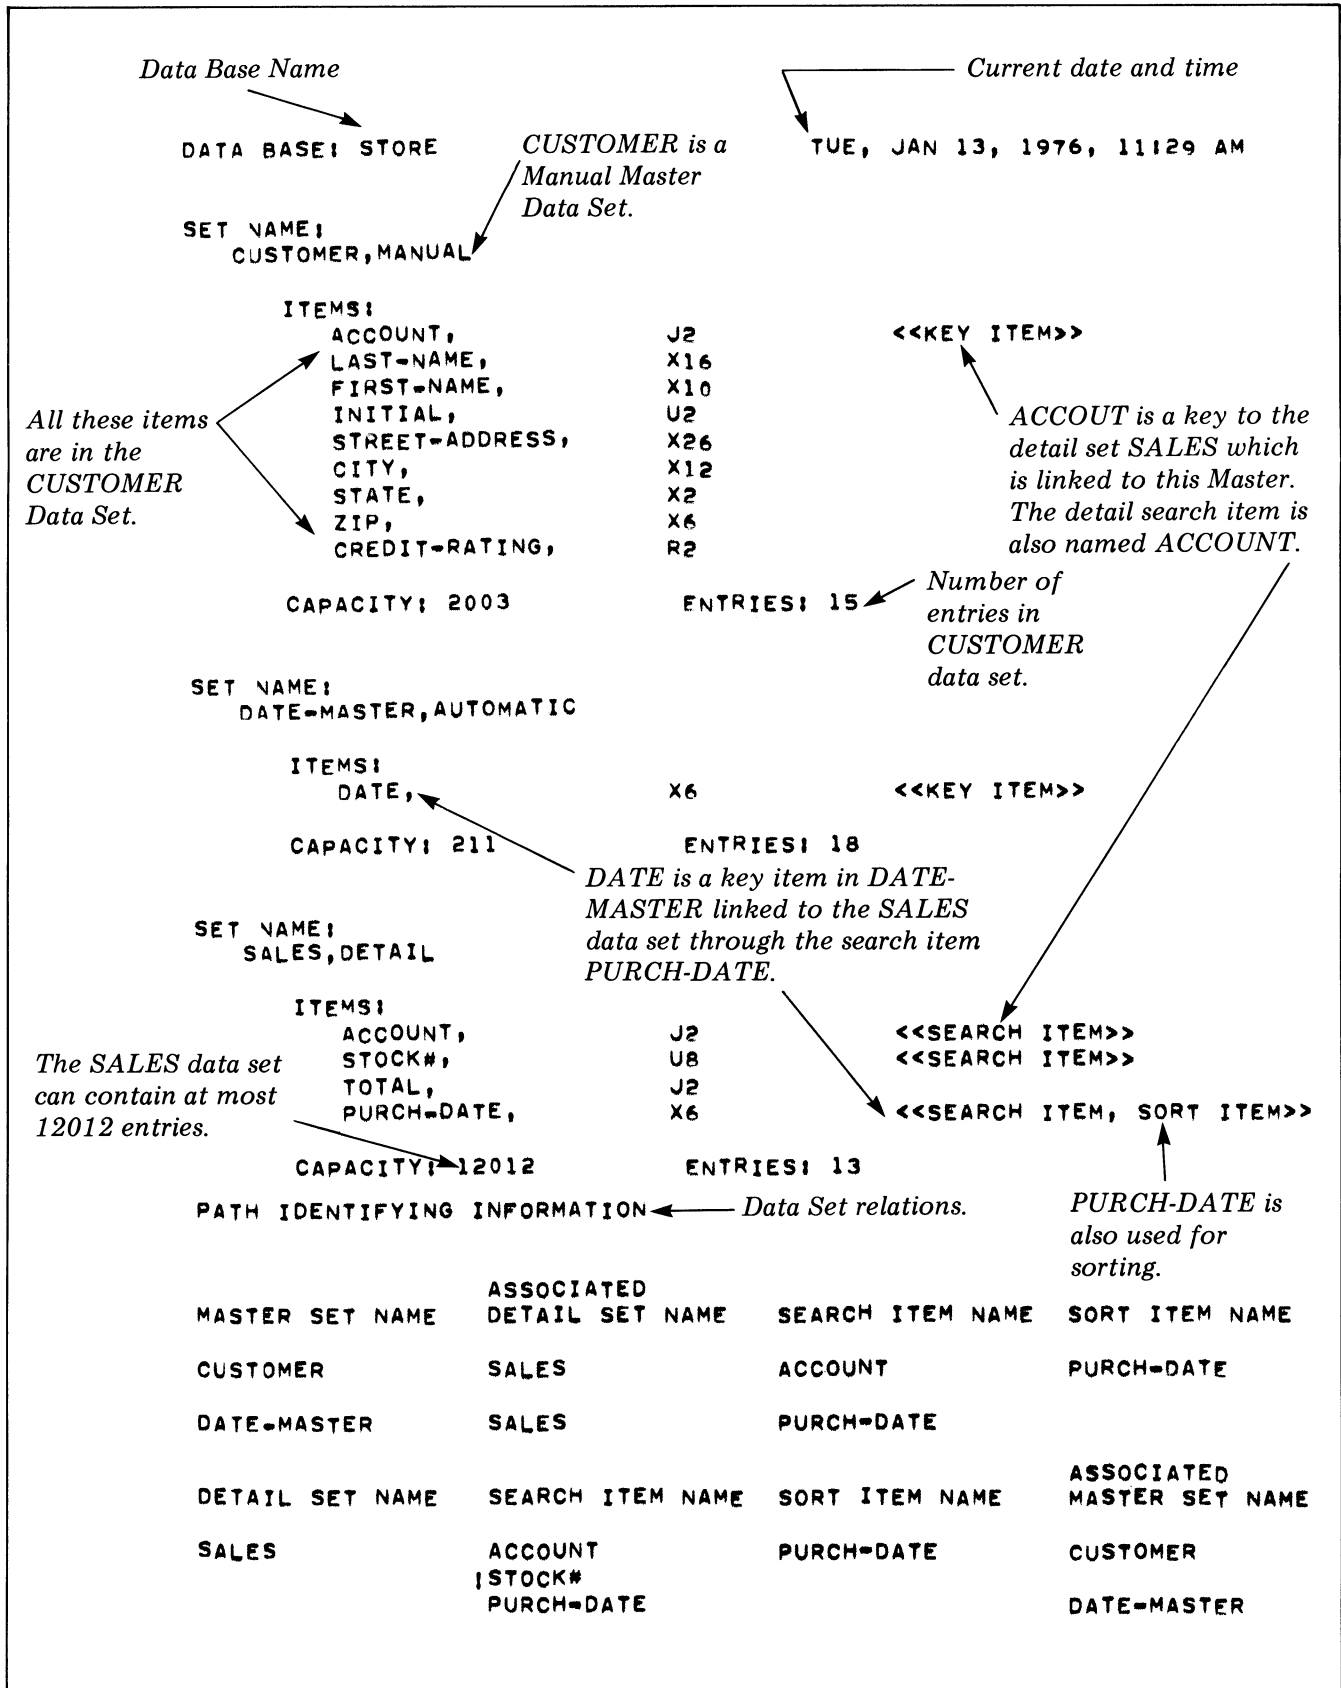 Data Base Name
Current date and time
DATA BASE: STORE
CUSTOMER is a
Manual Master
Data Set.
TUE, JAN 13, 1976, 11:29 AM
SET NAME:
CUSTOMER,MANUAL
ITEMS:
ACCOUNT, J2 <<KEY ITEM>>
LAST-NAME, X16
FIRST-NAME, X10
INITIAL, U2
STREET-ADDRESS, X26
CITY, X12
STATE, X2
ZIP, X6
CREDIT-RATING, R2
All these items
are in the
CUSTOMER
Data Set.
ACCOUT is a key to the
detail set SALES which
is linked to this Master.
The detail search item is
also named ACCOUNT.
CAPACITY: 2003 ENTRIES: 15
Number of
entries in
CUSTOMER
data set.
SET NAME:
DATE-MASTER,AUTOMATIC
ITEMS:
DATE, X6 <<KEY ITEM>>
CAPACITY: 211 ENTRIES: 18
DATE is a key item in DATE-
MASTER linked to the SALES
data set through the search item
PURCH-DATE.
SET NAME:
SALES,DETAIL
ITEMS:
ACCOUNT, J2 <<SEARCH ITEM>>
STOCK#, U8 <<SEARCH ITEM>>
TOTAL, J2
PURCH-DATE, X6 <<SEARCH ITEM, SORT ITEM>>
The SALES data set
can contain at most
12012 entries.
CAPACITY: 12012 ENTRIES: 13
PATH IDENTIFYING INFORMATION
Data Set relations.
PURCH-DATE is
also used for
sorting.
ASSOCIATED
MASTER SET NAME DETAIL SET NAME SEARCH ITEM NAME SORT ITEM NAME
CUSTOMER SALES ACCOUNT PURCH-DATE
DATE-MASTER SALES PURCH-DATE
ASSOCIATED
DETAIL SET NAME SEARCH ITEM NAME SORT ITEM NAME MASTER SET NAME
SALES ACCOUNT PURCH-DATE CUSTOMER
!STOCK#
PURCH-DATE DATE-MASTER